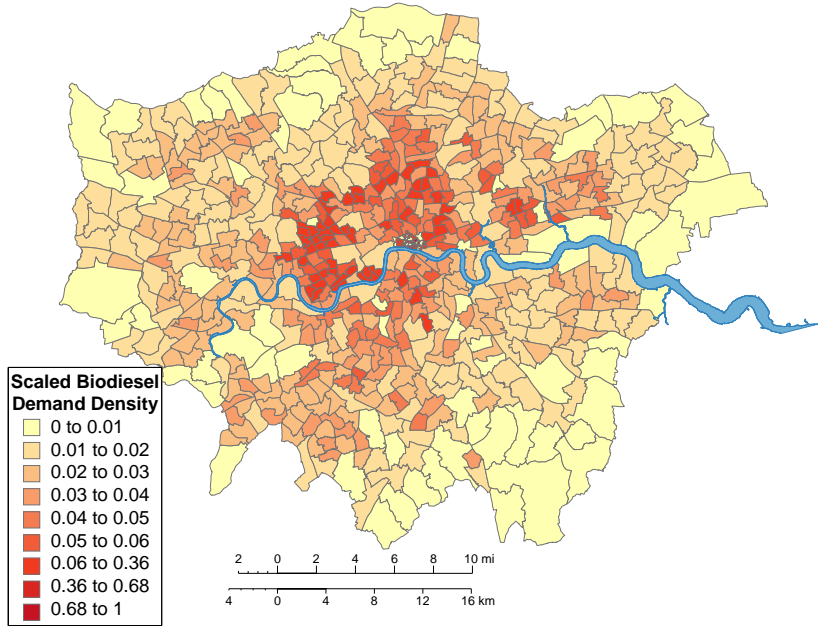 Scaled Biodiesel
Demand Density
0 to 0.01
0.01 to 0.02
0.02 to 0.03
0.03 to 0.04
0.04 to 0.05
0.05 to 0.06
0.06 to 0.36
0.36 to 0.68
0.68 to 1
2 0 2 4 6 8 10 mi
4 0 4 8 12 16 km